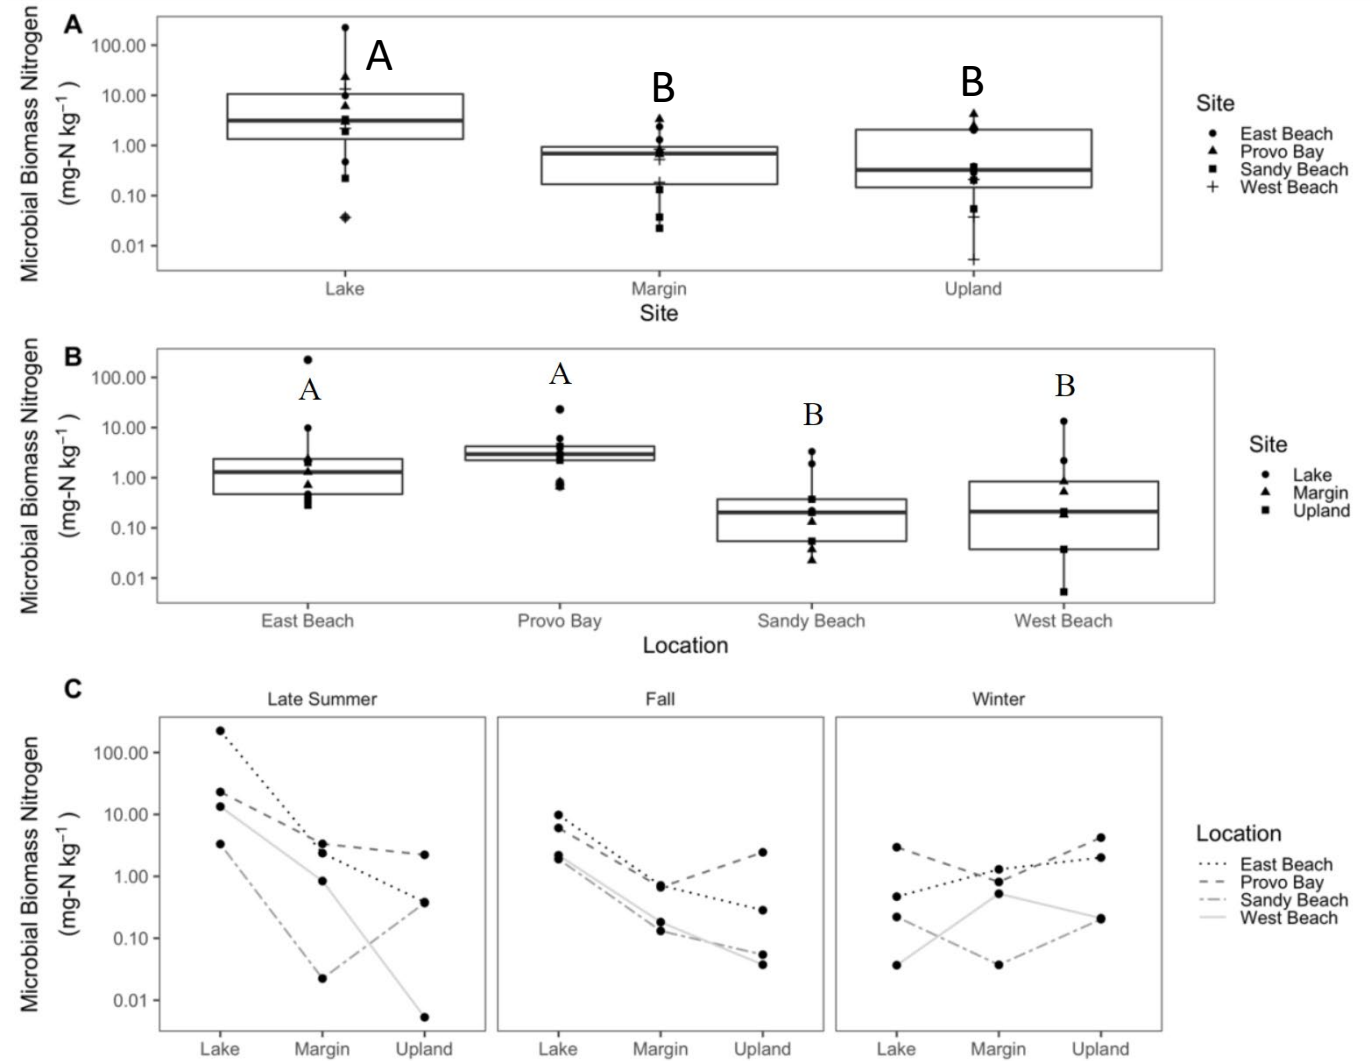 A
Microbial Biomass Nitrogen
(mg-N kg⁻¹ )
100.00
10.00
1.00
0.10
0.01
A
B
B
Lake
Margin
Upland
Site
Site
East Beach
Provo Bay
Sandy Beach
West Beach
B
Microbial Biomass Nitrogen
(mg-N kg⁻¹ )
100.00
10.00
1.00
0.10
0.01
A
A
B
B
East Beach
Provo Bay
Sandy Beach
West Beach
Location
Site
Lake
Margin
Upland
C
Late Summer
Fall
Winter
Microbial Biomass Nitrogen
(mg-N kg⁻¹ )
100.00
10.00
1.00
0.10
0.01
Lake
Margin
Upland
Lake
Margin
Upland
Lake
Margin
Upland
Location
East Beach
Provo Bay
Sandy Beach
West Beach